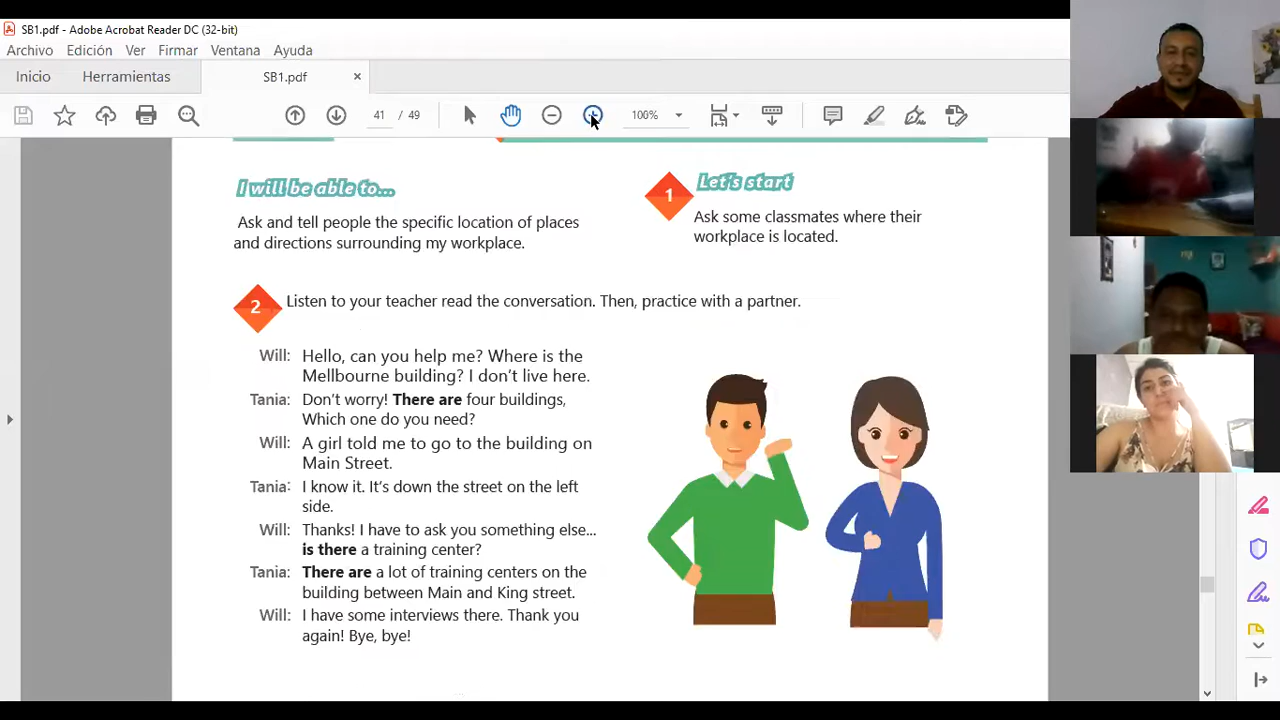 SB1.pdf - Adobe Acrobat Reader DC (32-bit)
Archivo Edición Ver Firmar Ventana Ayuda
Inicio Herramientas SB1.pdf ×
41 / 49 100%
I will be able to...
Ask and tell people the specific location of places
and directions surrounding my workplace.
1 Let's start
Ask some classmates where their
workplace is located.
2 Listen to your teacher read the conversation. Then, practice with a partner.
Will: Hello, can you help me? Where is the
Mellbourne building? I don't live here.
Tania: Don't worry! There are four buildings,
Which one do you need?
Will: A girl told me to go to the building on
Main Street.
Tania: I know it. It's down the street on the left
side.
Will: Thanks! I have to ask you something else...
is there a training center?
Tania: There are a lot of training centers on the
building between Main and King street.
Will: I have some interviews there. Thank you
again! Bye, bye!